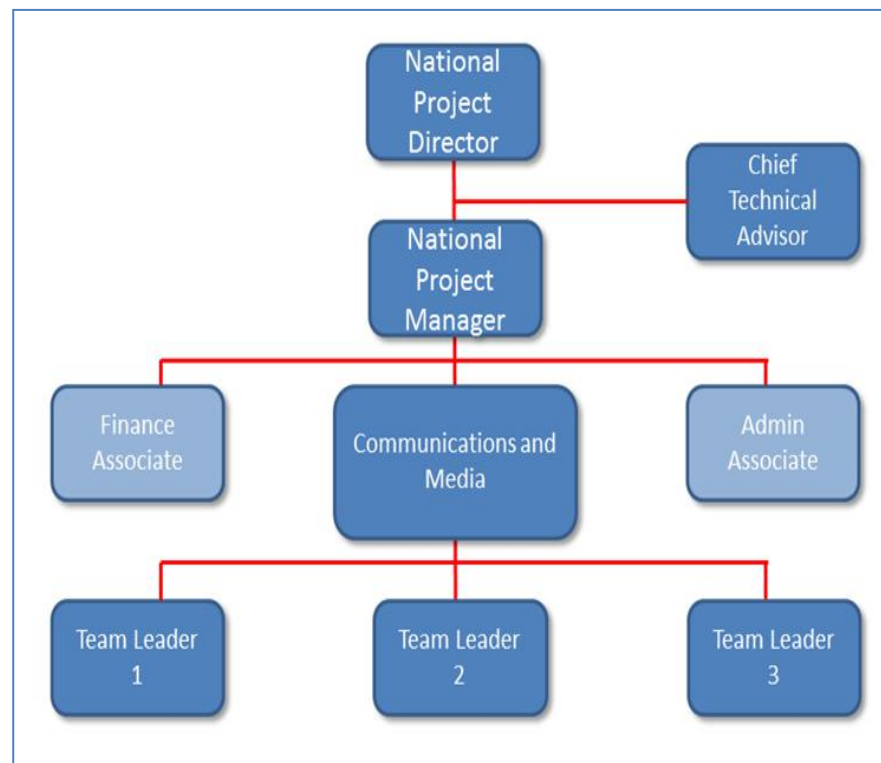 National
Project
Director
Chief
Technical
Advisor
National
Project
Manager
Finance
Associate
Communications and
Media
Admin
Associate
Team Leader
1
Team Leader
2
Team Leader
3